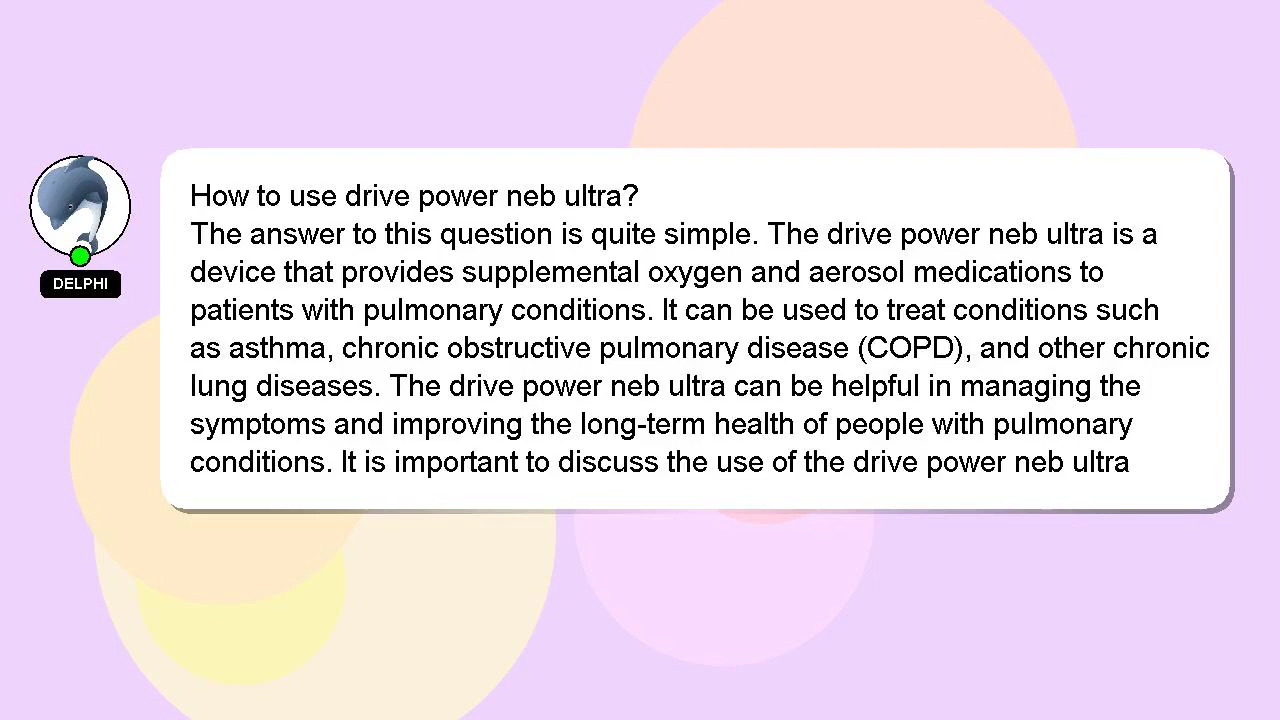 How to use drive power neb ultra?
The answer to this question is quite simple. The drive power neb ultra is a
device that provides supplemental oxygen and aerosol medications to
patients with pulmonary conditions. It can be used to treat conditions such
as asthma, chronic obstructive pulmonary disease (COPD), and other chronic
lung diseases. The drive power neb ultra can be helpful in managing the
symptoms and improving the long-term health of people with pulmonary
conditions. It is important to discuss the use of the drive power neb ultra
DELPHI